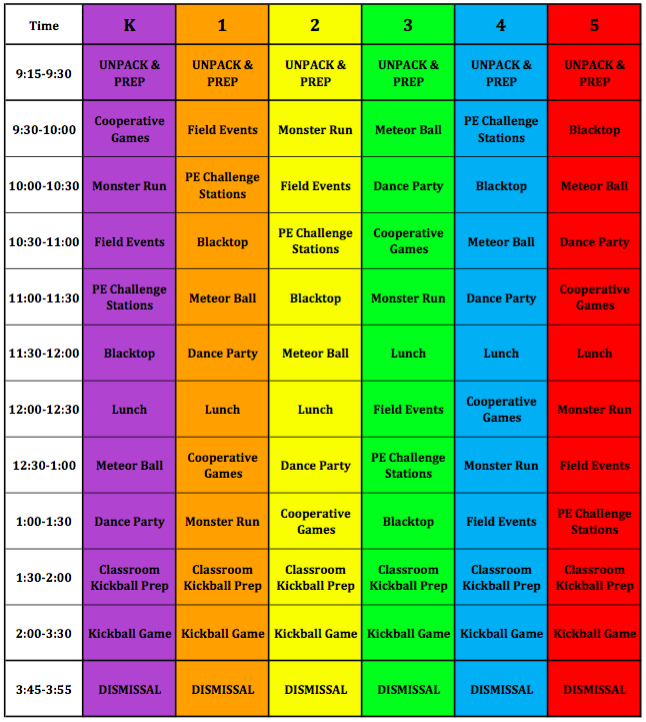 Time K 1 2 3 4 5
9:15-9:30 UNPACK & PREP UNPACK & PREP UNPACK & PREP UNPACK & PREP UNPACK & PREP UNPACK & PREP
9:30-10:00 Cooperative Games Field Events Monster Run Meteor Ball PE Challenge Stations Blacktop
10:00-10:30 Monster Run PE Challenge Stations Field Events Dance Party Blacktop Meteor Ball
10:30-11:00 Field Events Blacktop PE Challenge Stations Cooperative Games Meteor Ball Dance Party
11:00-11:30 PE Challenge Stations Meteor Ball Blacktop Monster Run Dance Party Cooperative Games
11:30-12:00 Blacktop Dance Party Meteor Ball Lunch Lunch Lunch
12:00-12:30 Lunch Lunch Lunch Field Events Cooperative Games Monster Run
12:30-1:00 Meteor Ball Cooperative Games Dance Party PE Challenge Stations Monster Run Field Events
1:00-1:30 Dance Party Monster Run Cooperative Games Blacktop Field Events PE Challenge Stations
1:30-2:00 Classroom Kickball Prep Classroom Kickball Prep Classroom Kickball Prep Classroom Kickball Prep Classroom Kickball Prep Classroom Kickball Prep
2:00-3:30 Kickball Game Kickball Game Kickball Game Kickball Game Kickball Game Kickball Game
3:45-3:55 DISMISSAL DISMISSAL DISMISSAL DISMISSAL DISMISSAL DISMISSAL